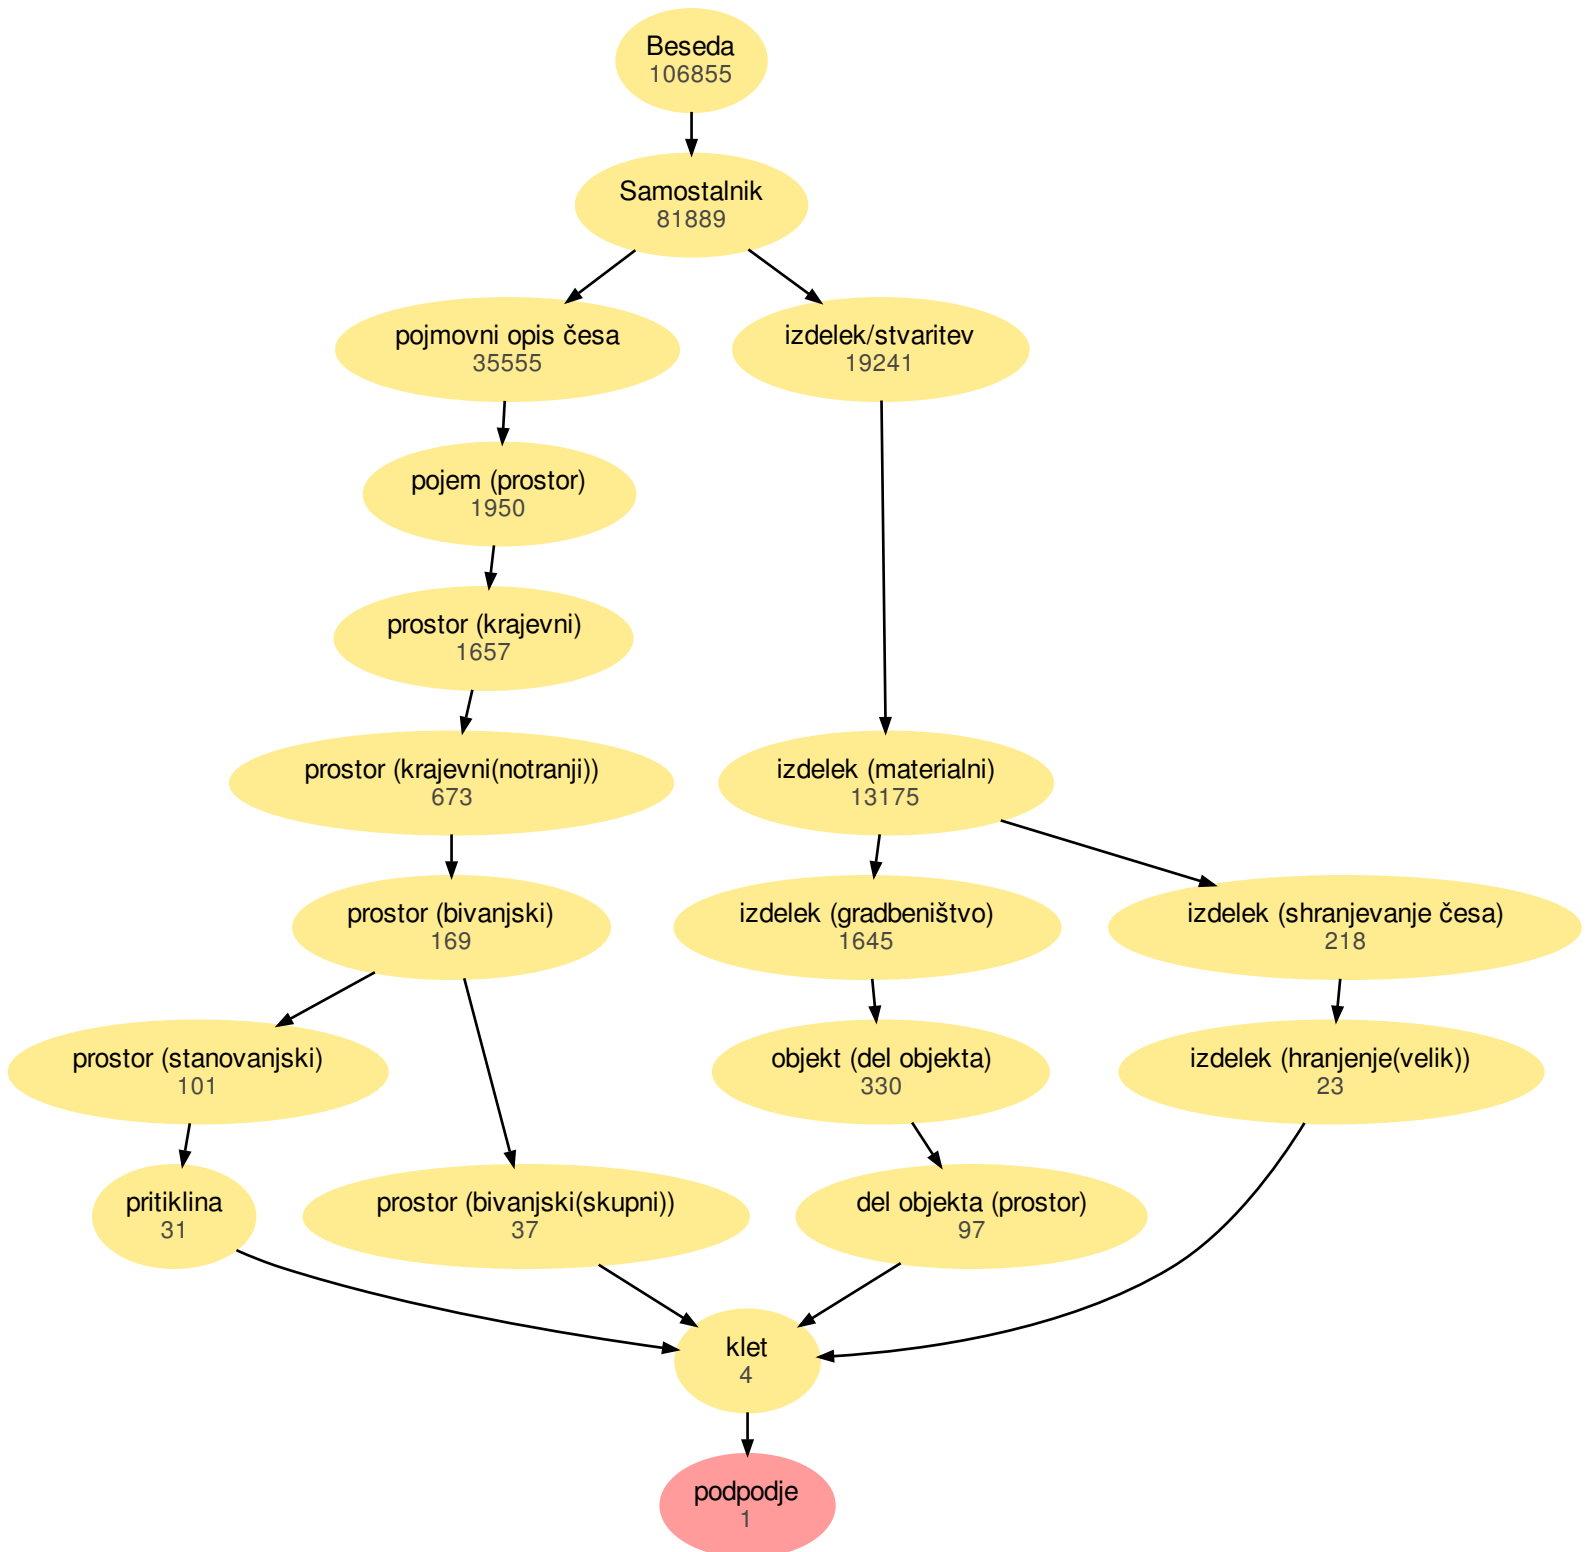 Beseda
106855
Samostalnik
81889
pojmovni opis česa
35555
izdelek/stvaritev
19241
pojem (prostor)
1950
prostor (krajevni)
1657
prostor (krajevni(notranji))
673
izdelek (materialni)
13175
prostor (bivanjski)
169
izdelek (gradbeništvo)
1645
izdelek (shranjevanje česa)
218
prostor (stanovanjski)
101
objekt (del objekta)
330
izdelek (hranjenje(velik))
23
pritiklina
31
prostor (bivanjski(skupni))
37
del objekta (prostor)
97
klet
4
podpodje
1